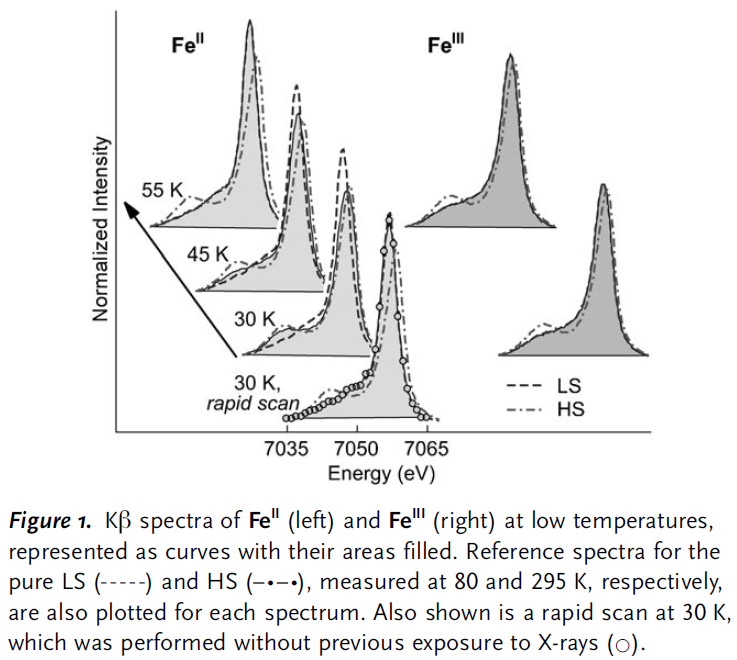 Fe^II
Fe^III
Normalized Intensity
55 K
45 K
30 K
30 K,
rapid scan
LS
HS
7035 7050 7065
Energy (eV)
Figure 1. Kβ spectra of Fe^II (left) and Fe^III (right) at low temperatures,
represented as curves with their areas filled. Reference spectra for the
pure LS (-----) and HS (–•–•), measured at 80 and 295 K, respectively,
are also plotted for each spectrum. Also shown is a rapid scan at 30 K,
which was performed without previous exposure to X-rays (○).